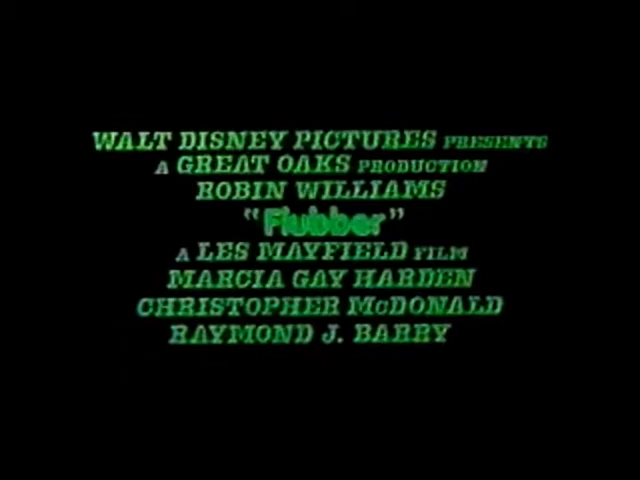 WALT DISNEY PICTURES PRESENTS
A GREAT OAKS PRODUCTION
ROBIN WILLIAMS
"Flubber"
A LES MAYFIELD FILM
MARCIA GAY HARDEN
CHRISTOPHER McDONALD
RAYMOND J. BARRY